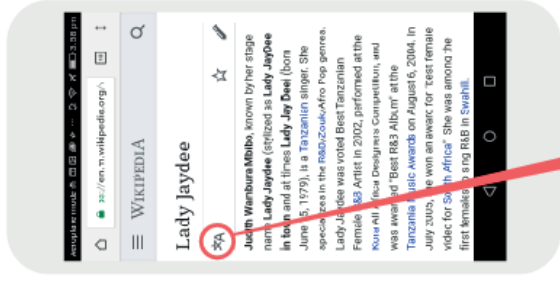 Aeroplane mode
3:58 pm
en.m.wikipedia.org/
WIKIPEDIA
Lady Jaydee
Judith Wambura Mbibo, known by her stage
name Lady Jaydee (stylized as Lady JayDee
in town and at times Lady Jay Dee) (born
June 15, 1979), is a Tanzanian singer. She
specializea in the R&B/Zouk/Afro Pop genres.
Lady Jaydee was voted Best Tanzanian
Female R&B Artist in 2002, performed at the
Kora All Africa Designers Competition, and
was awarded "Best R&B Album" at the
Tanzania Music Awards on August 6, 2004. In
July 2005, she won an award for "best female
video for South Africa" She was among the
first females to sing R&B in Swahili.